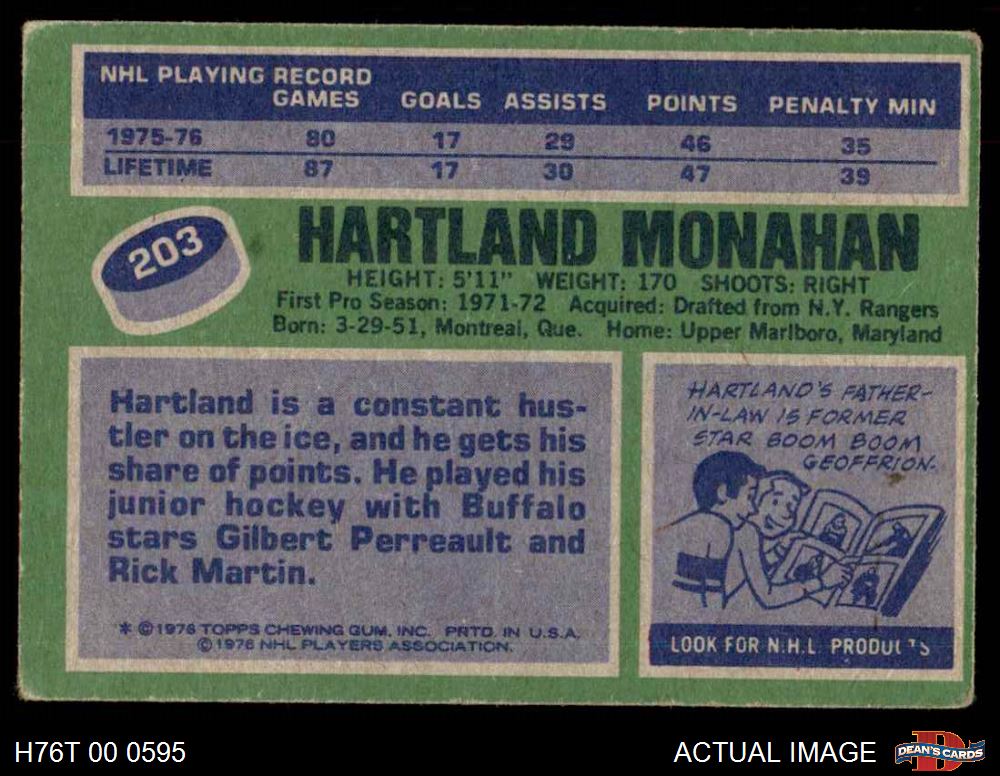 NHL PLAYING RECORD
GAMES GOALS ASSISTS POINTS PENALTY MIN
1975-76 80 17 29 46 35
LIFETIME 87 17 30 47 39
203
HARTLAND MONAHAN
HEIGHT: 5'11" WEIGHT: 170 SHOOTS: RIGHT
First Pro Season: 1971-72 Acquired: Drafted from N.Y. Rangers
Born: 3-29-51, Montreal, Que. Home: Upper Marlboro, Maryland
Hartland is a constant hus-
tler on the ice, and he gets his
share of points. He played his
junior hockey with Buffalo
stars Gilbert Perreault and
Rick Martin.
* ©1976 TOPPS CHEWING GUM, INC. PRTD. IN U.S.A.
©1976 NHL PLAYERS ASSOCIATION.
HARTLAND'S FATHER-
IN-LAW IS FORMER
STAR BOOM BOOM
GEOFFRION.
LOOK FOR N.H.L. PRODUCTS
H76T 00 0595
ACTUAL IMAGE
DEAN'S CARDS